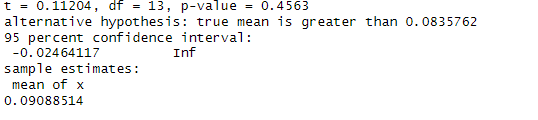 t = 0.11204, df = 13, p-value = 0.4563
alternative hypothesis: true mean is greater than 0.0835762
95 percent confidence interval:
 -0.02464117         Inf
sample estimates:
 mean of x
0.09088514